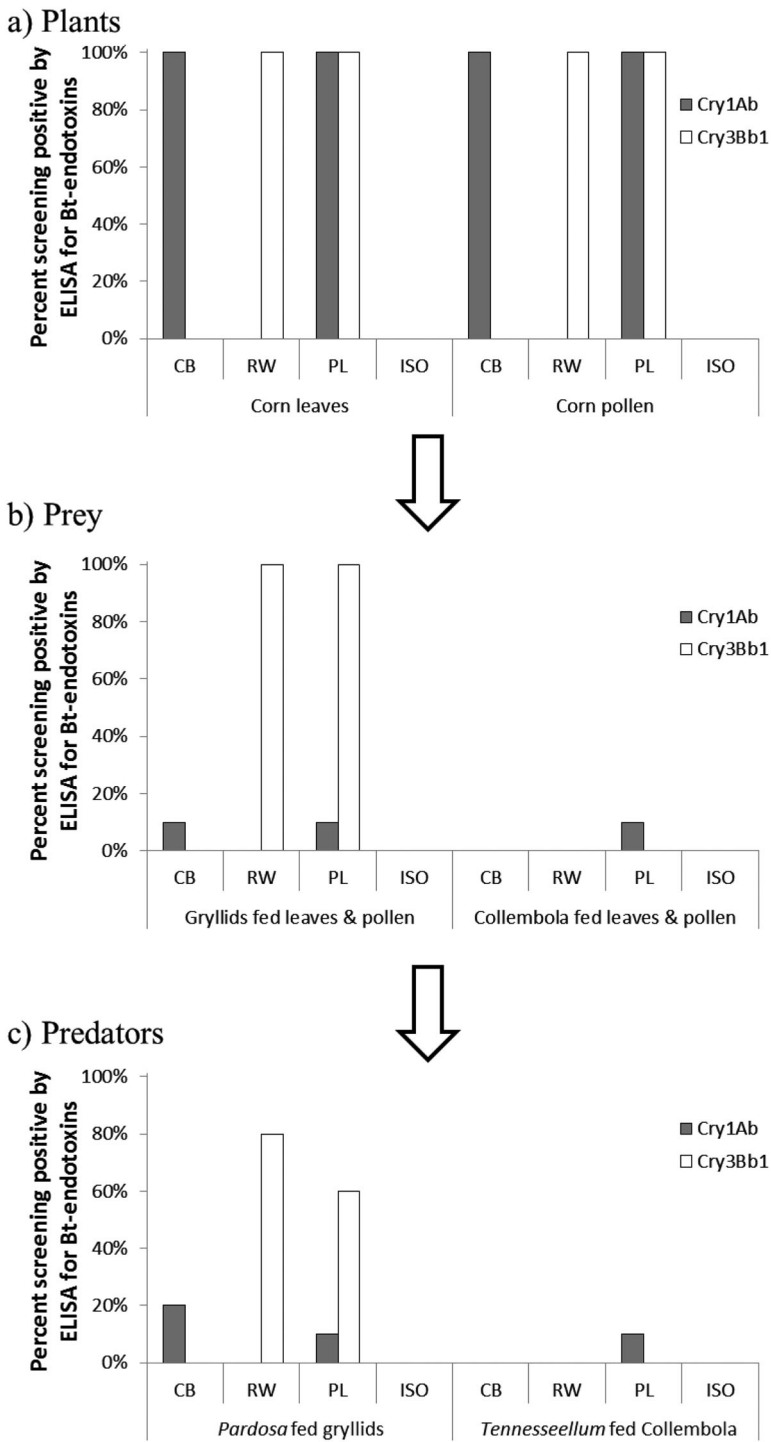 a) Plants
Percent screening positive by
ELISA for Bt-endotoxins
100%
80%
60%
40%
20%
0%
Cry1Ab
Cry3Bb1
CB RW PL ISO CB RW PL ISO
Corn leaves Corn pollen
b) Prey
Percent screening positive by
ELISA for Bt-endotoxins
100%
80%
60%
40%
20%
0%
Cry1Ab
Cry3Bb1
CB RW PL ISO CB RW PL ISO
Gryllids fed leaves & pollen Collembola fed leaves & pollen
c) Predators
Percent screening positive by
ELISA for Bt-endotoxins
100%
80%
60%
40%
20%
0%
Cry1Ab
Cry3Bb1
CB RW PL ISO CB RW PL ISO
Pardosa fed gryllids Tennesseellum fed Collembola